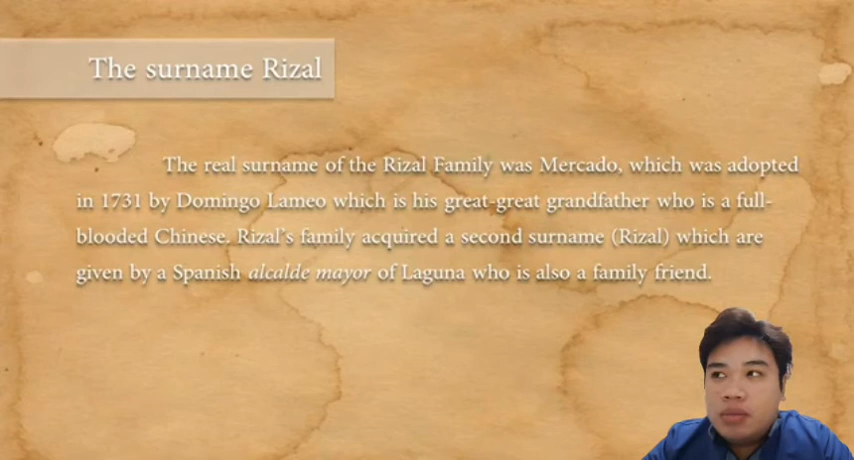 The surname Rizal
The real surname of the Rizal Family was Mercado, which was adopted
in 1731 by Domingo Lameo which is his great-great grandfather who is a full-
blooded Chinese. Rizal's family acquired a second surname (Rizal) which are
given by a Spanish alcalde mayor of Laguna who is also a family friend.